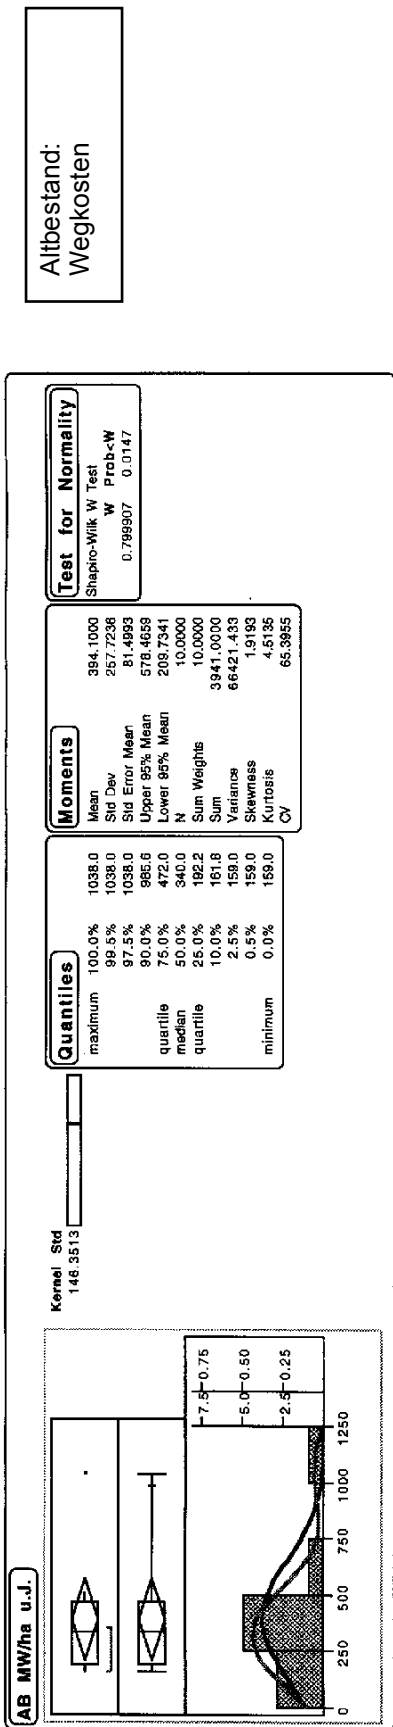 Altbestand:
Wegkosten
AB MW/ha u.J.
7.5 0.75
5.0 0.50
2.5 0.25
0 250 500 750 1000 1250
Kernel Std
146.3513
Quantiles
maximum 100.0% 1038.0
99.5% 1038.0
97.5% 1038.0
90.0% 985.6
quartile 75.0% 472.0
median 50.0% 340.0
quartile 25.0% 192.2
10.0% 161.8
2.5% 159.0
0.5% 159.0
minimum 0.0% 159.0
Moments
Mean 394.1000
Std Dev 257.7236
Std Error Mean 81.4993
Upper 95% Mean 578.4659
Lower 95% Mean 209.7341
N 10.0000
Sum Weights 10.0000
Sum 3941.0000
Variance 66421.433
Skewness 1.9193
Kurtosis 4.5135
CV 65.3955
Test for Normality
Shapiro-Wilk W Test
W Prob<W
0.799907 0.0147